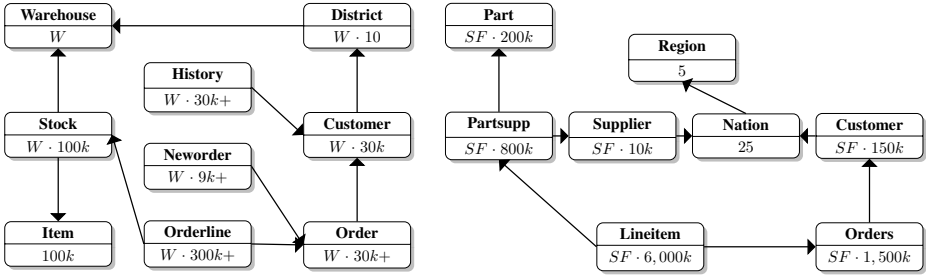 Warehouse
W
District
W · 10
History
W · 30k+
Stock
W · 100k
Customer
W · 30k
Neworder
W · 9k+
Item
100k
Orderline
W · 300k+
Order
W · 30k+
Part
SF · 200k
Region
5
Partsupp
SF · 800k
Supplier
SF · 10k
Nation
25
Customer
SF · 150k
Lineitem
SF · 6,000k
Orders
SF · 1,500k